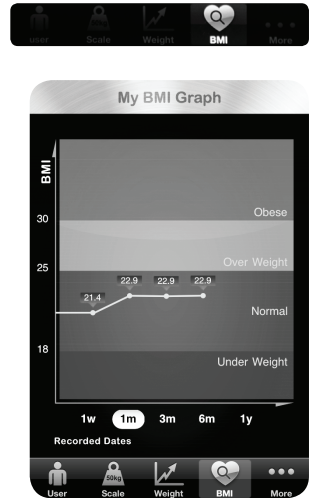 user Scale Weight BMI More
My BMI Graph
BMI
Obese
30
Over Weight
25
22.9 22.9 22.9
21.4
Normal
18
Under Weight
1w 1m 3m 6m 1y
Recorded Dates
50kg
User Scale Weight BMI More